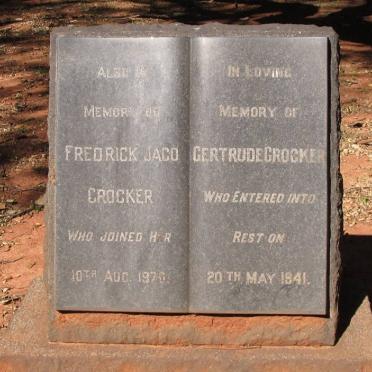 ALSO IN
MEMORY OF
FREDRICK JACO
CROCKER
WHO JOINED HER
10TH AUG. 1970.
IN LOVING
MEMORY OF
GERTRUDE CROCKER
WHO ENTERED INTO
REST ON
20TH MAY 1941.